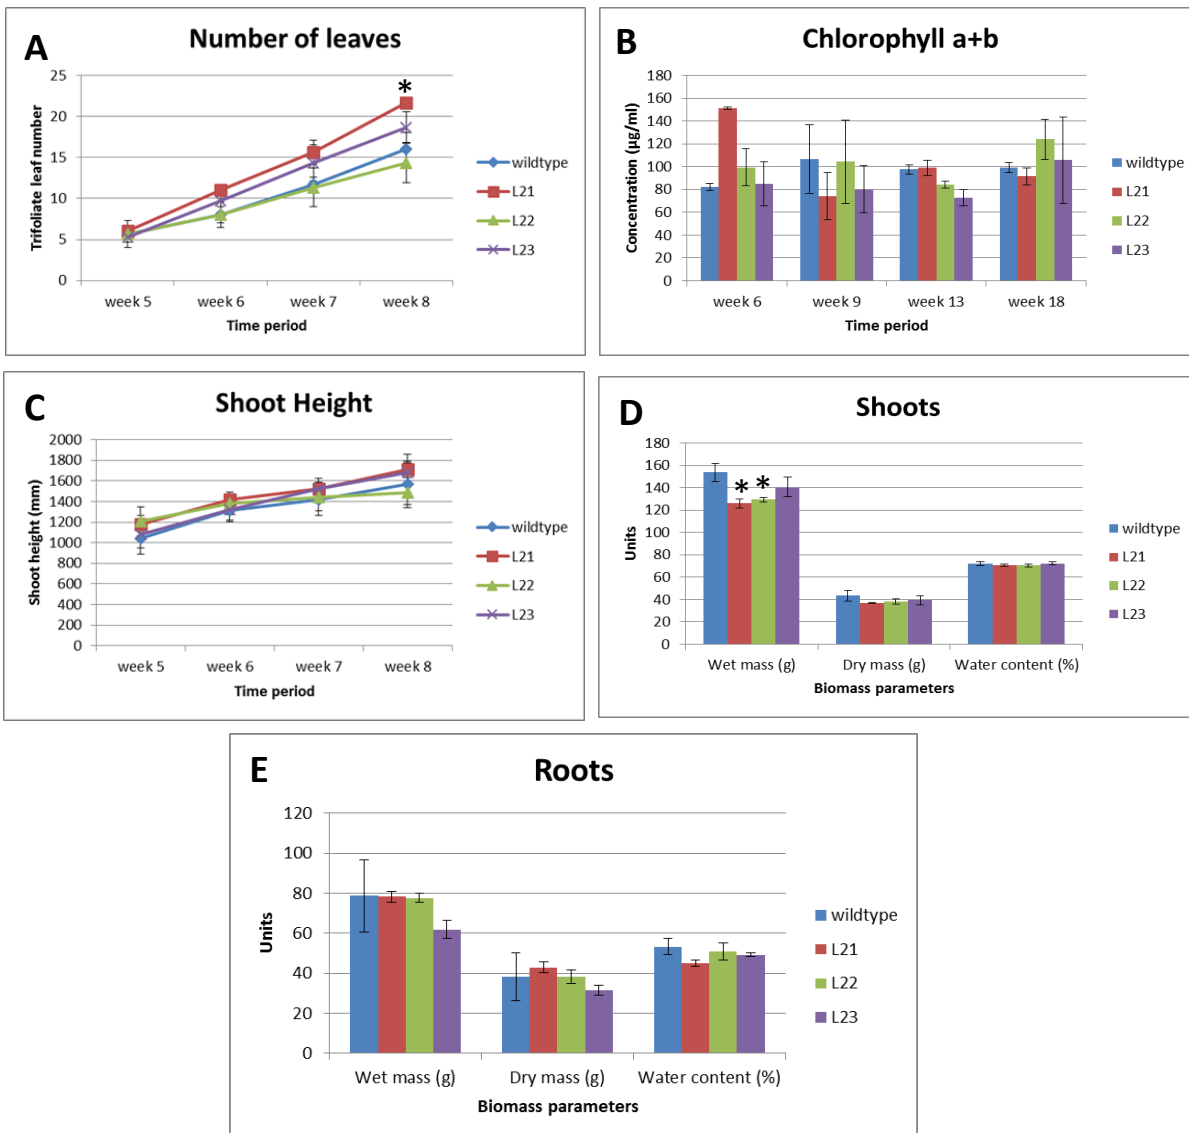 A
Number of leaves
Trifoliate leaf number
25
20
15
10
5
0
*
week 5 week 6 week 7 week 8
Time period
wildtype
L21
L22
L23
B
Chlorophyll a+b
Concentration (µg/ml)
180
160
140
120
100
80
60
40
20
0
week 6 week 9 week 13 week 18
Time period
wildtype
L21
L22
L23
C
Shoot Height
Shoot height (mm)
2000
1800
1600
1400
1200
1000
800
600
400
200
0
week 5 week 6 week 7 week 8
Time period
wildtype
L21
L22
L23
D
Shoots
Units
180
160
140
120
100
80
60
40
20
0
* *
Wet mass (g) Dry mass (g) Water content (%)
Biomass parameters
wildtype
L21
L22
L23
E
Roots
Units
120
100
80
60
40
20
0
Wet mass (g) Dry mass (g) Water content (%)
Biomass parameters
wildtype
L21
L22
L23